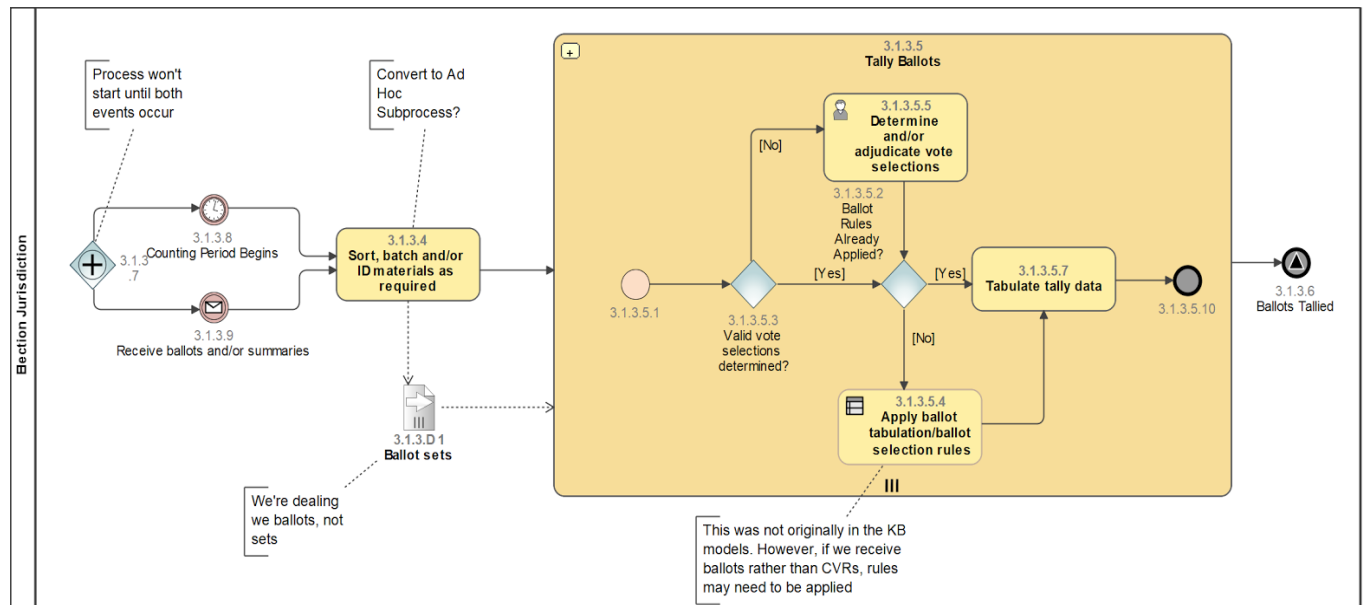 Bection Jurisdiction
Process won't
start until both
events occur
Convert to Ad
Hoc
Subprocess?
3.1.3
.7
3.1.3.8
Counting Period Begins
3.1.3.9
Receive ballots and/or summaries
3.1.3.4
Sort, batch and/or
ID materials as
required
3.1.3.D 1
Ballot sets
We're dealing
we ballots, not
sets
3.1.3.5
Tally Ballots
3.1.3.5.1
3.1.3.5.3
Valid vote
selections
determined?
[No]
[Yes]
3.1.3.5.5
Determine
and/or
adjudicate vote
selections
3.1.3.5.2
Ballot
Rules
Already
Applied?
[Yes]
[No]
3.1.3.5.4
Apply ballot
tabulation/ballot
selection rules
3.1.3.5.7
Tabulate tally data
3.1.3.5.10
3.1.3.6
Ballots Tallied
This was not originally in the KB
models. However, if we receive
ballots rather than CVRs, rules
may need to be applied